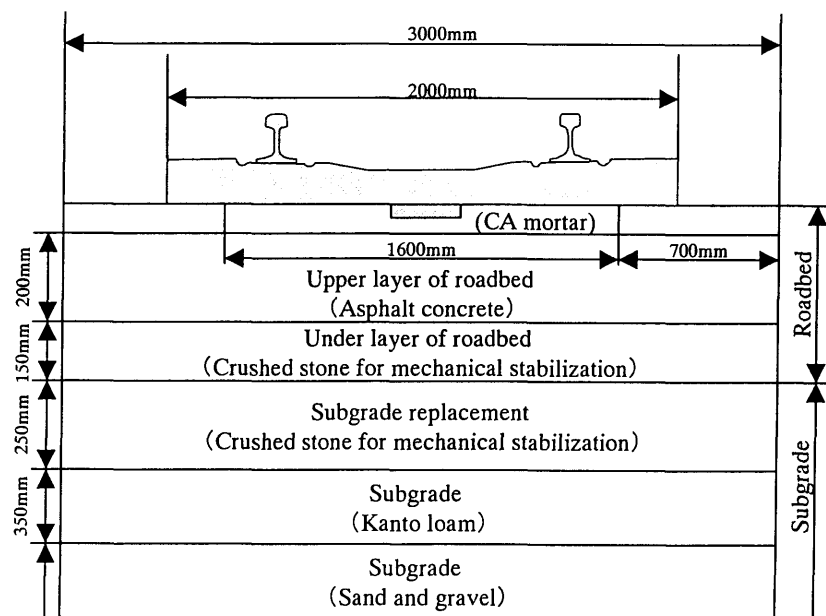 3000mm
2000mm
(CA mortar)
1600mm
700mm
200mm
Upper layer of roadbed
(Asphalt concrete)
Roadbed
150mm
Under layer of roadbed
(Crushed stone for mechanical stabilization)
250mm
Subgrade replacement
(Crushed stone for mechanical stabilization)
Subgrade
350mm
Subgrade
(Kanto loam)
Subgrade
(Sand and gravel)